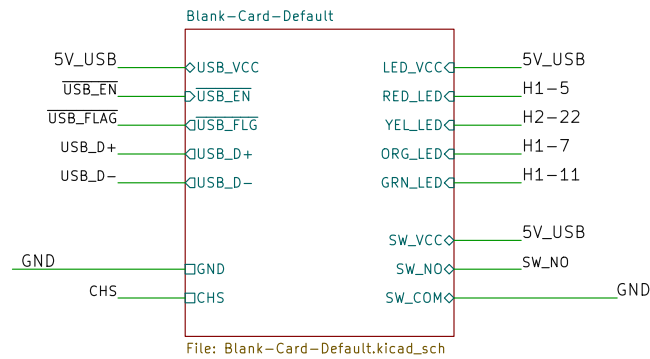 Blank-Card-Default
5V_USB USB_VCC LED_VCC 5V_USB
USB_EN USB_EN RED_LED H1-5
USB_FLAG USB_FLG YEL_LED H2-22
USB_D+ USB_D+ ORG_LED H1-7
USB_D- USB_D- GRN_LED H1-11
SW_VCC 5V_USB
GND GND SW_NO SW_NO
CHS CHS SW_COM GND
File: Blank-Card-Default.kicad_sch